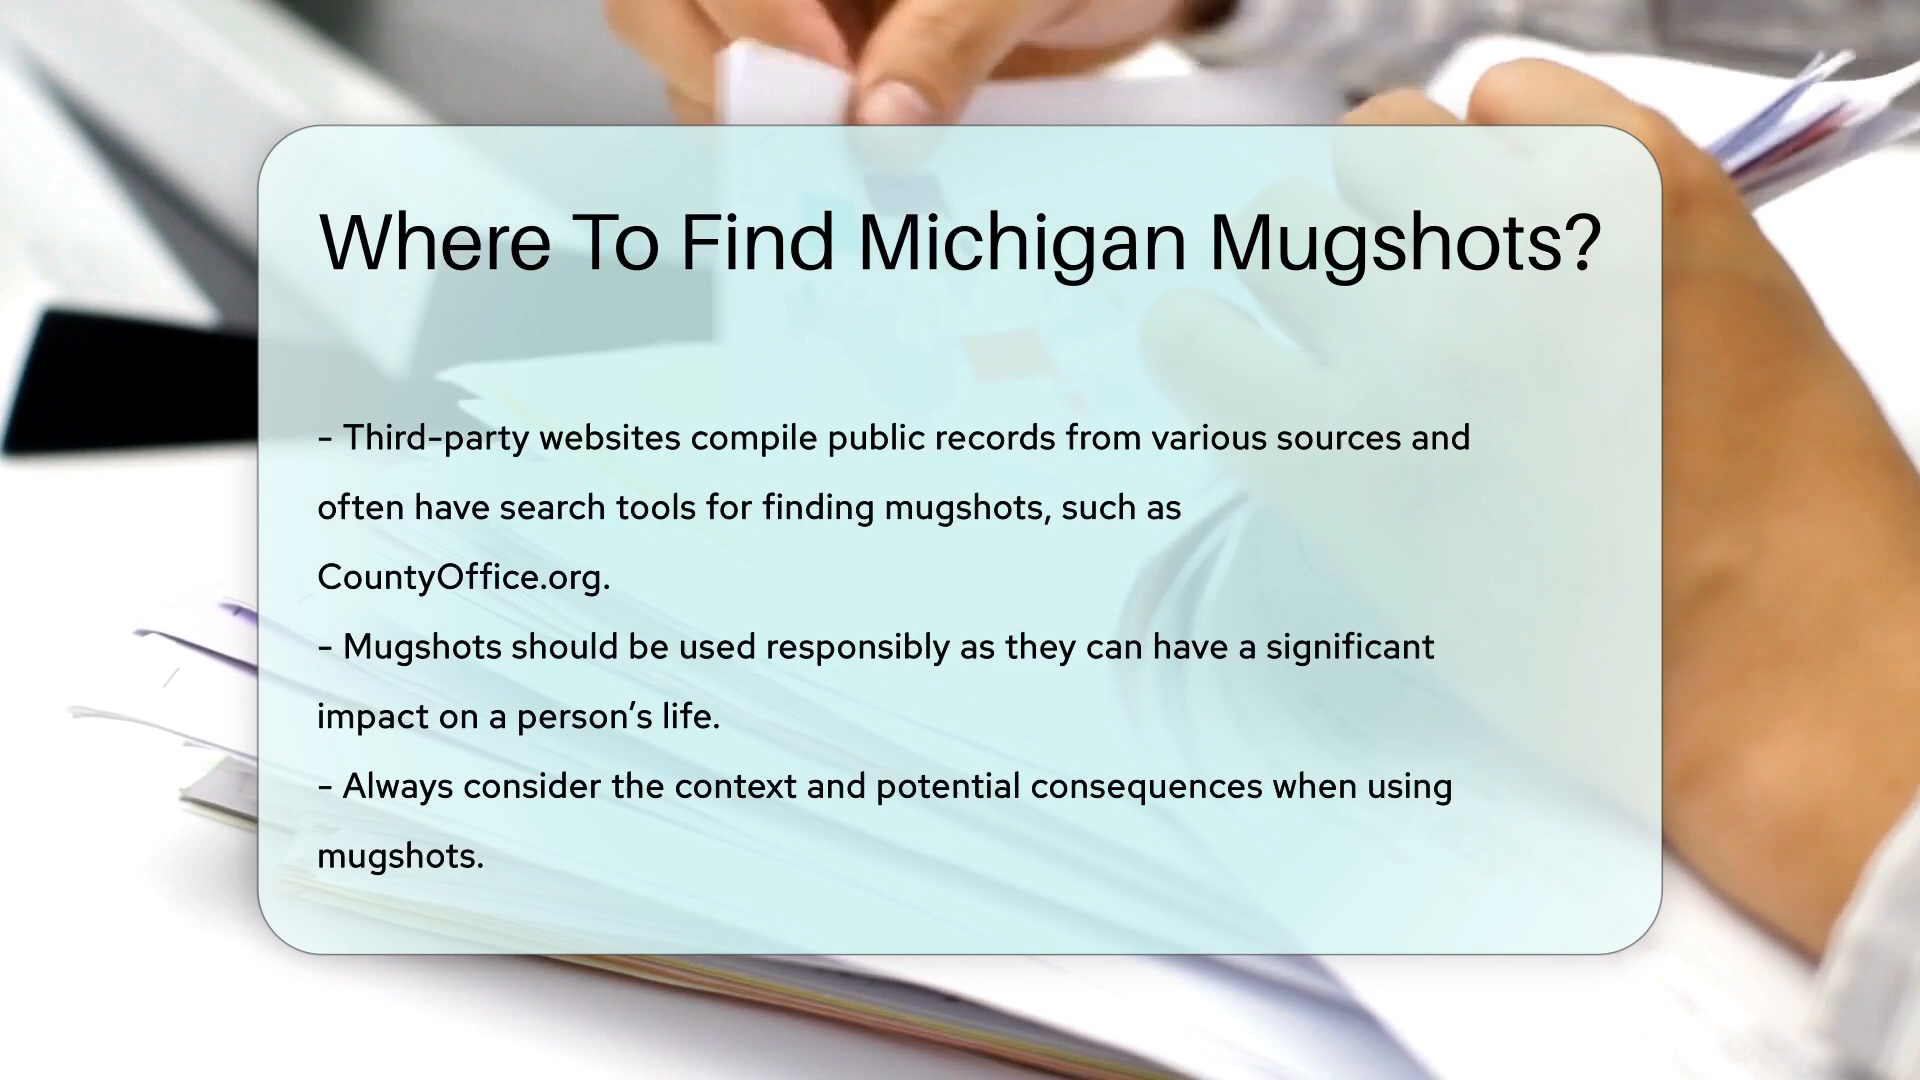 Where To Find Michigan Mugshots?
- Third-party websites compile public records from various sources and
often have search tools for finding mugshots, such as
CountyOffice.org.
- Mugshots should be used responsibly as they can have a significant
impact on a person’s life.
- Always consider the context and potential consequences when using
mugshots.